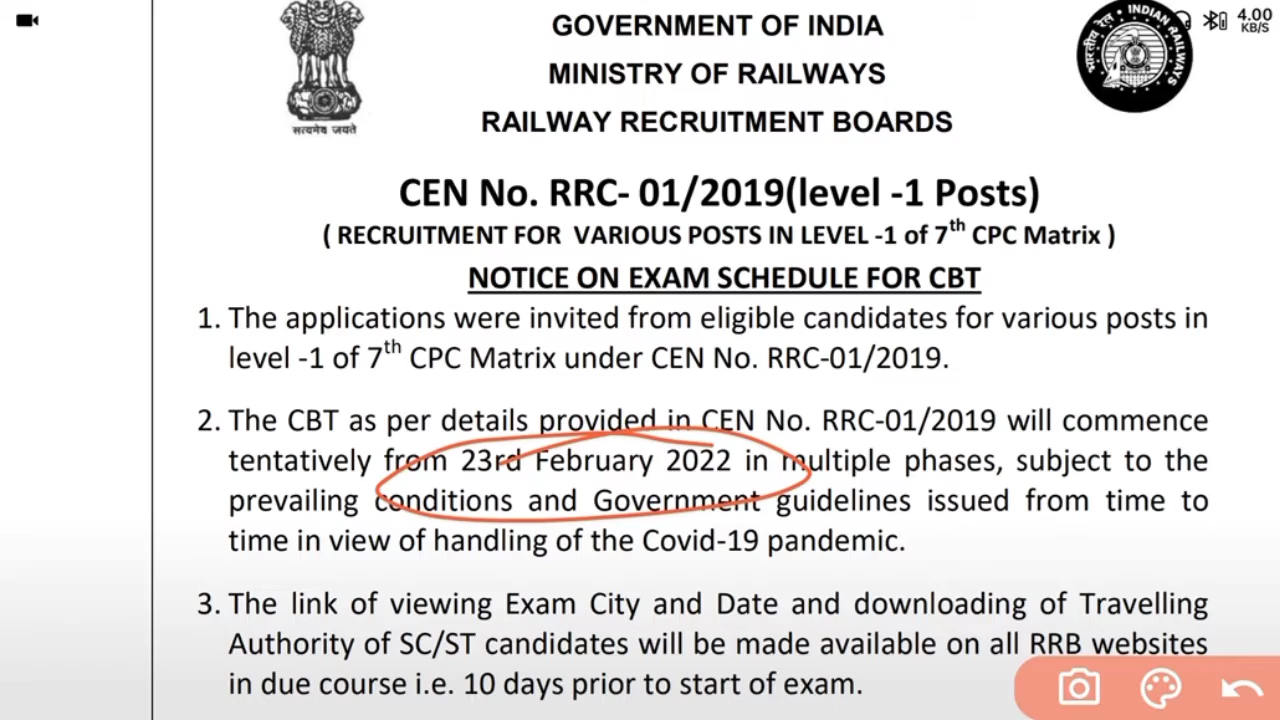 4.00
KB/S
सत्यमेव जयते
भारतीय रेल • INDIAN RAILWAYS
GOVERNMENT OF INDIA
MINISTRY OF RAILWAYS
RAILWAY RECRUITMENT BOARDS
CEN No. RRC- 01/2019(level -1 Posts)
( RECRUITMENT FOR VARIOUS POSTS IN LEVEL -1 of 7th CPC Matrix )
NOTICE ON EXAM SCHEDULE FOR CBT
1. The applications were invited from eligible candidates for various posts in
level -1 of 7th CPC Matrix under CEN No. RRC-01/2019.
2. The CBT as per details provided in CEN No. RRC-01/2019 will commence
tentatively from 23rd February 2022 in multiple phases, subject to the
prevailing conditions and Government guidelines issued from time to
time in view of handling of the Covid-19 pandemic.
3. The link of viewing Exam City and Date and downloading of Travelling
Authority of SC/ST candidates will be made available on all RRB websites
in due course i.e. 10 days prior to start of exam.